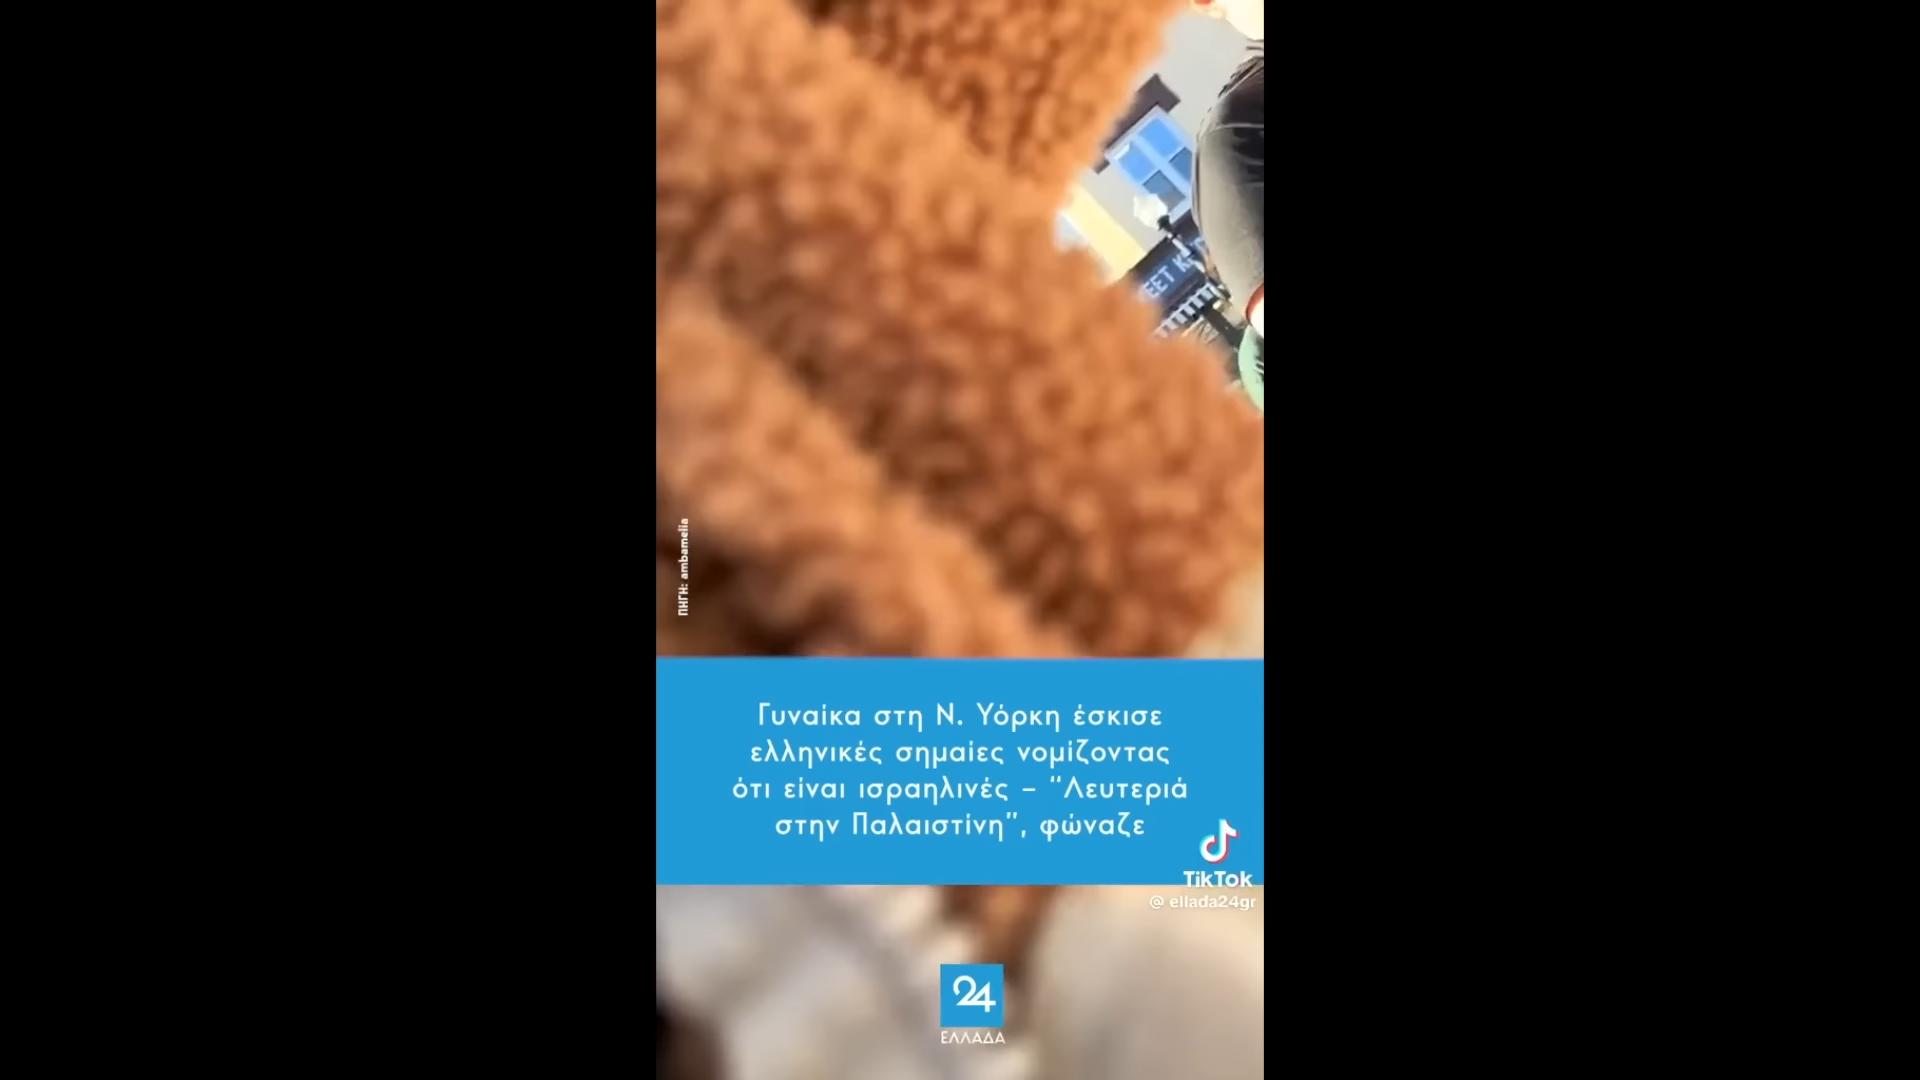 EET K
ΠΗΓΗ: ambamelia
Γυναίκα στη Ν. Υόρκη έσκισε
ελληνικές σημαίες νομίζοντας
ότι είναι ισραηλινές – “Λευτεριά
στην Παλαιστίνη”, φώναζε
TikTok
@ ellada24gr
24
ΕΛΛΑΔΑ